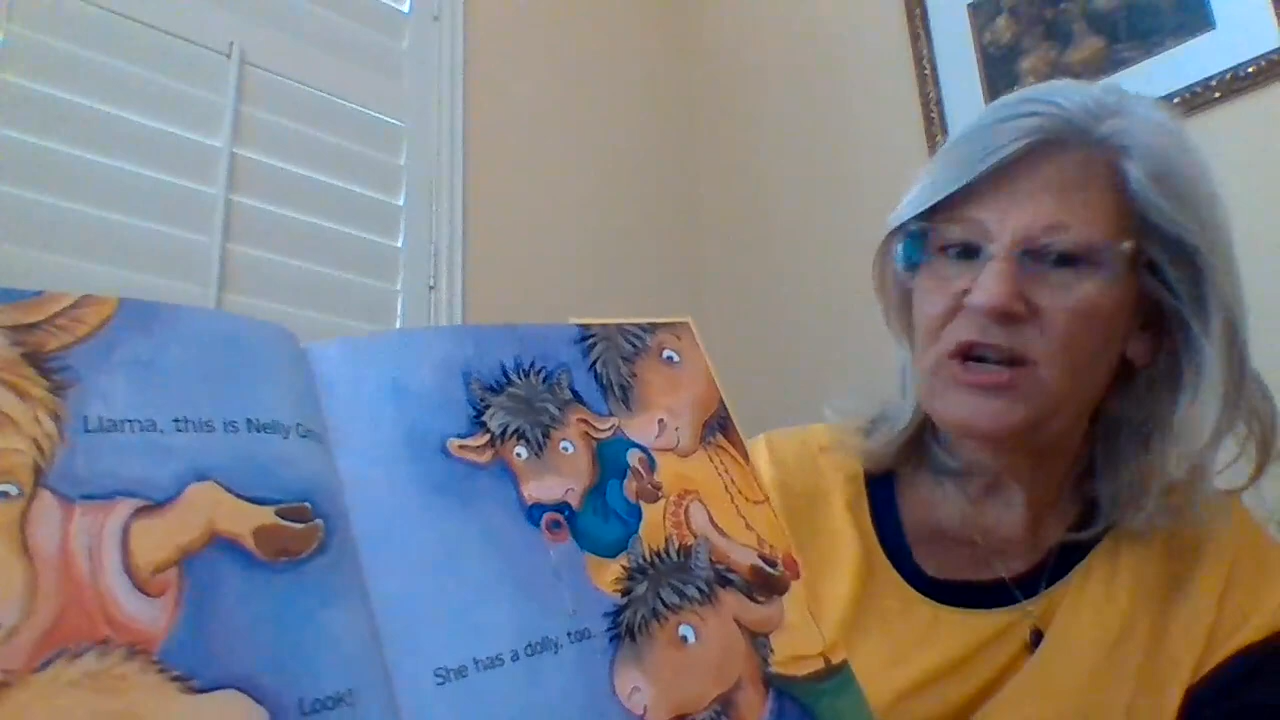 Llama, this is Nelly
Look!
She has a dolly, too.